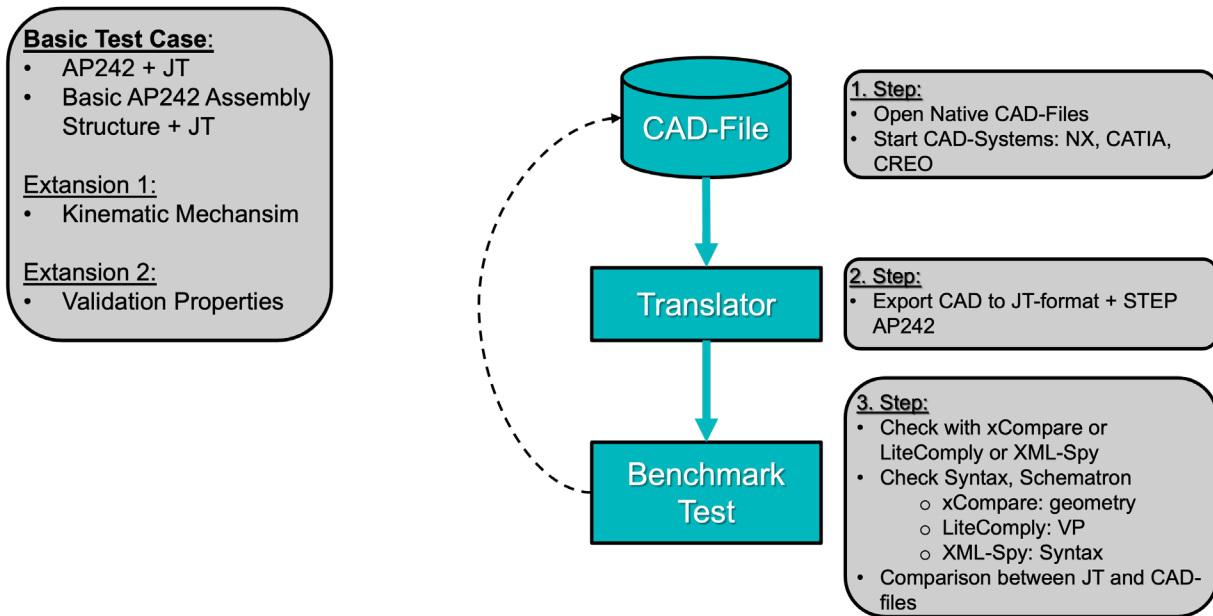 Basic Test Case:
• AP242 + JT
• Basic AP242 Assembly
Structure + JT
Extansion 1:
• Kinematic Mechansim
Extansion 2:
• Validation Properties
CAD-File
1. Step:
• Open Native CAD-Files
• Start CAD-Systems: NX, CATIA,
CREO
Translator
2. Step:
• Export CAD to JT-format + STEP
AP242
Benchmark
Test
3. Step:
• Check with xCompare or
LiteComply or XML-Spy
• Check Syntax, Schematron
o xCompare: geometry
o LiteComply: VP
o XML-Spy: Syntax
• Comparison between JT and CAD-
files